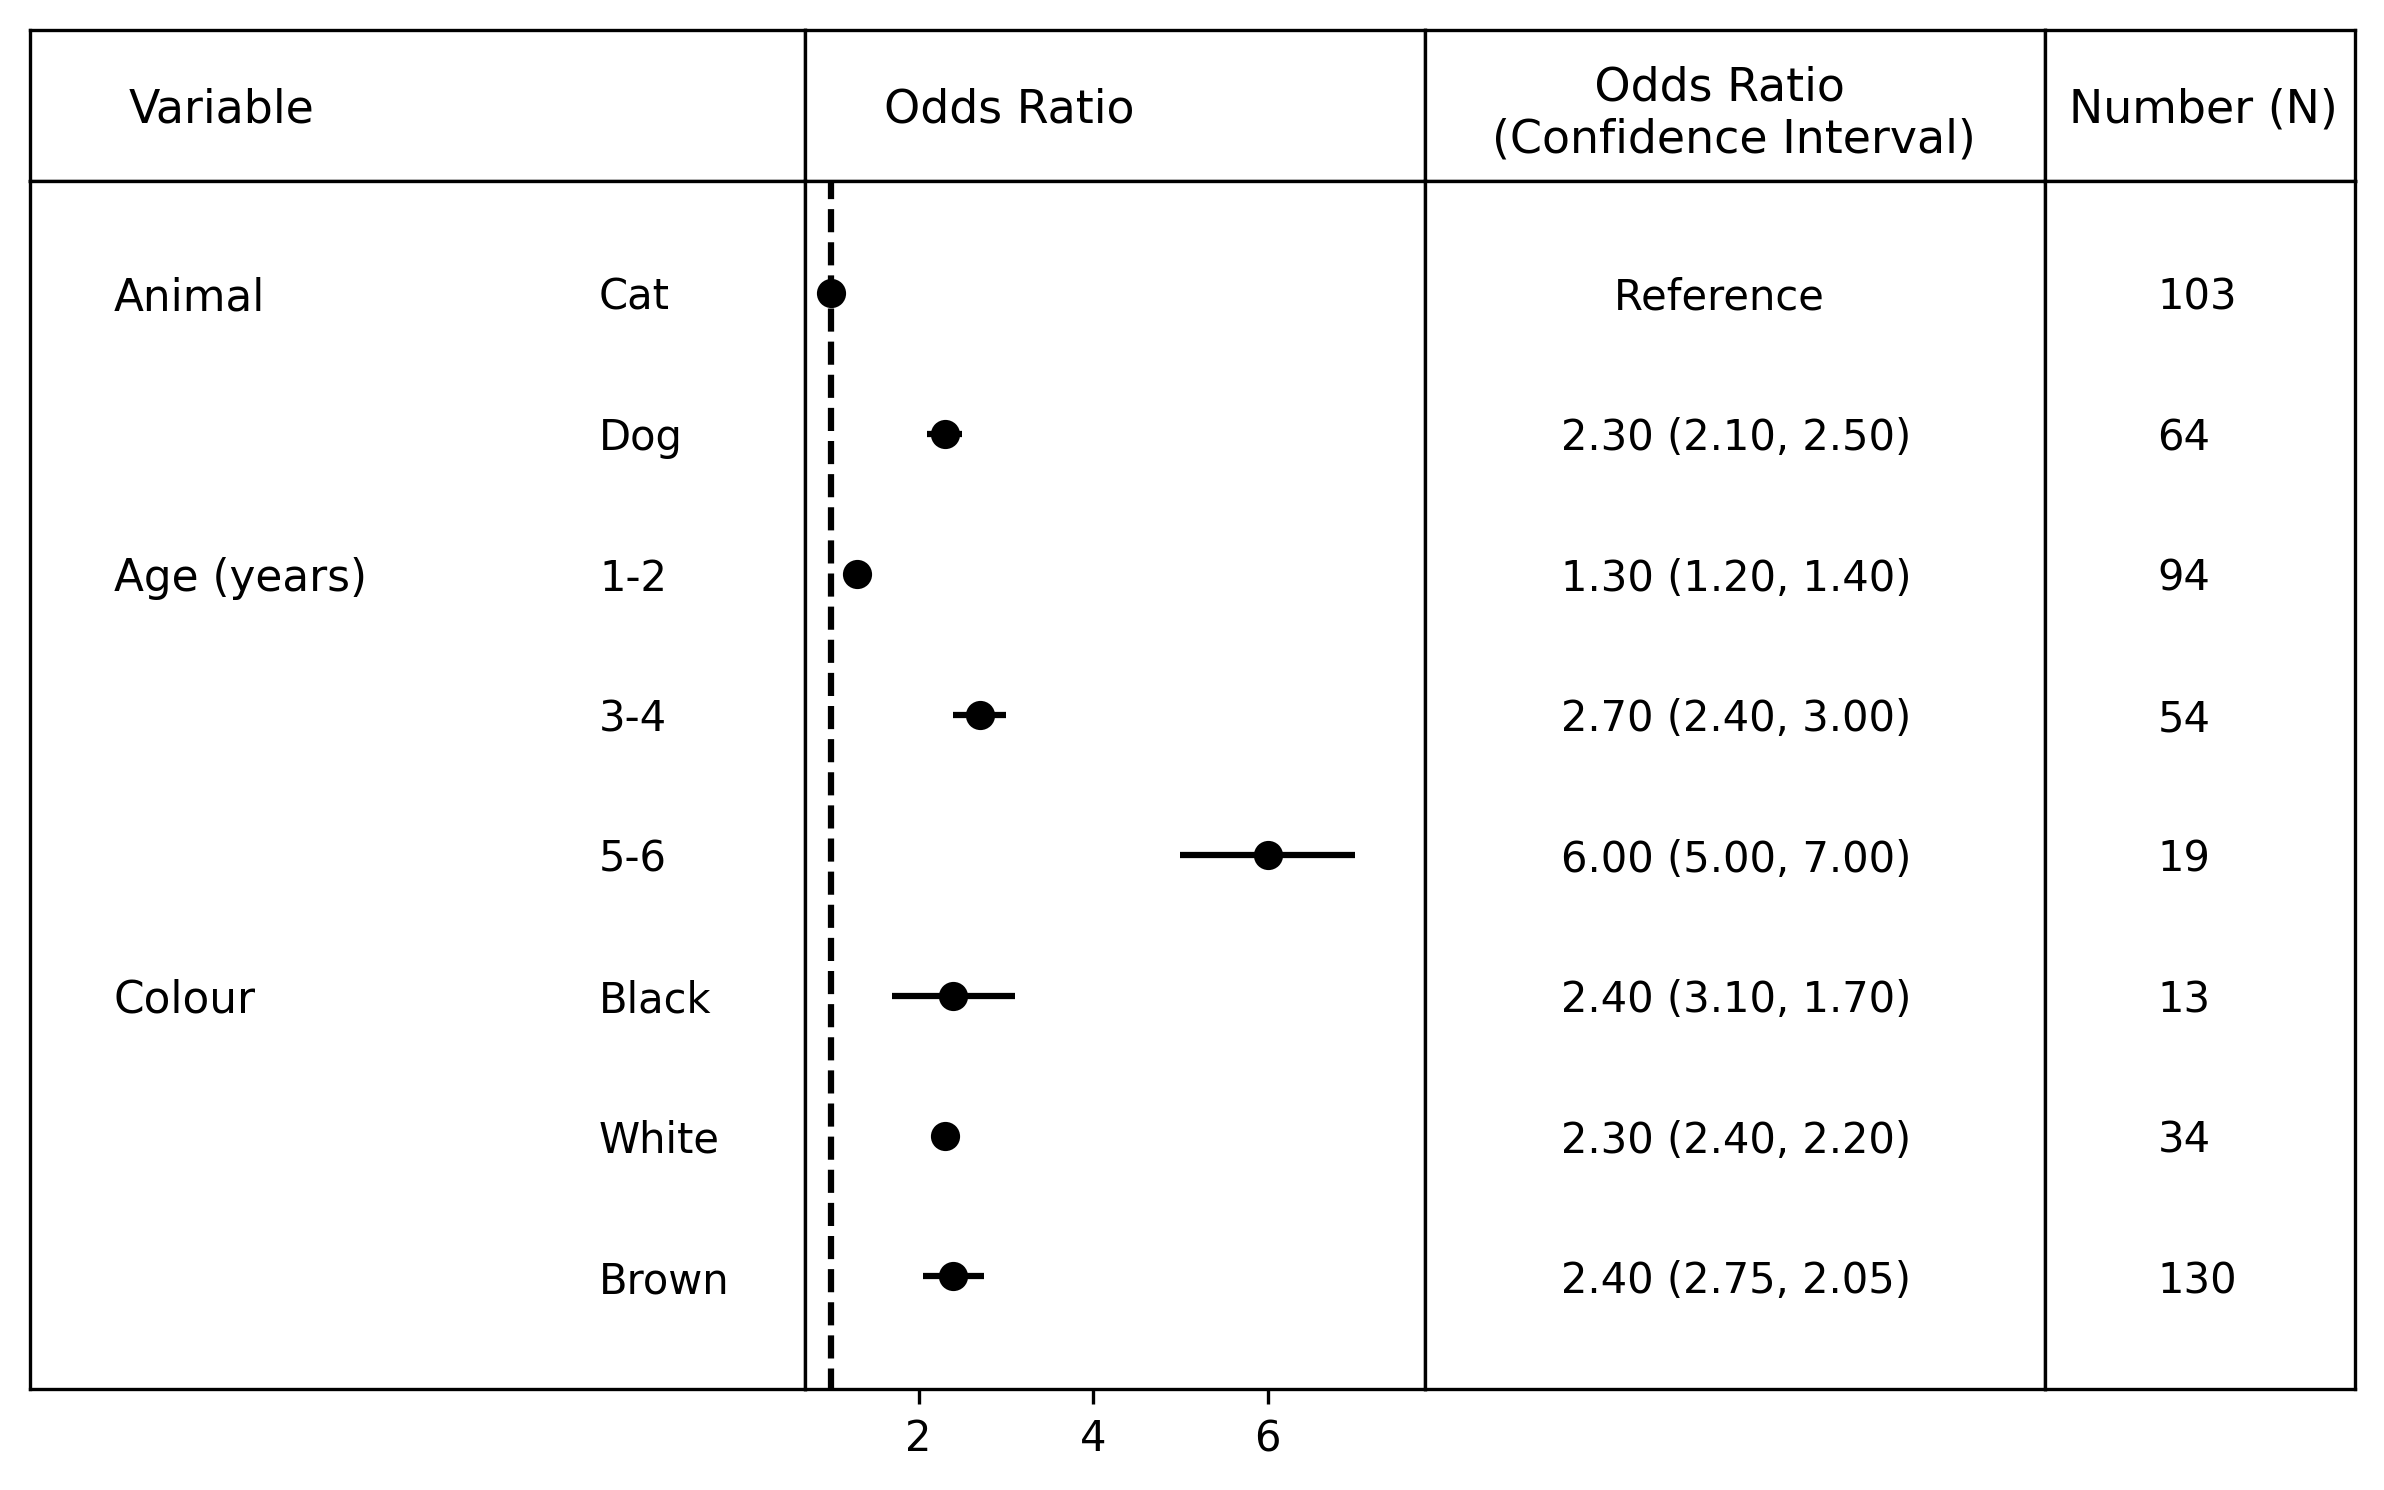 Variable
Odds Ratio
Odds Ratio
(Confidence Interval)
Number (N)
Animal Cat Reference 103
Dog 2.30 (2.10, 2.50) 64
Age (years) 1-2 1.30 (1.20, 1.40) 94
3-4 2.70 (2.40, 3.00) 54
5-6 6.00 (5.00, 7.00) 19
Colour Black 2.40 (3.10, 1.70) 13
White 2.30 (2.40, 2.20) 34
Brown 2.40 (2.75, 2.05) 130
2 4 6